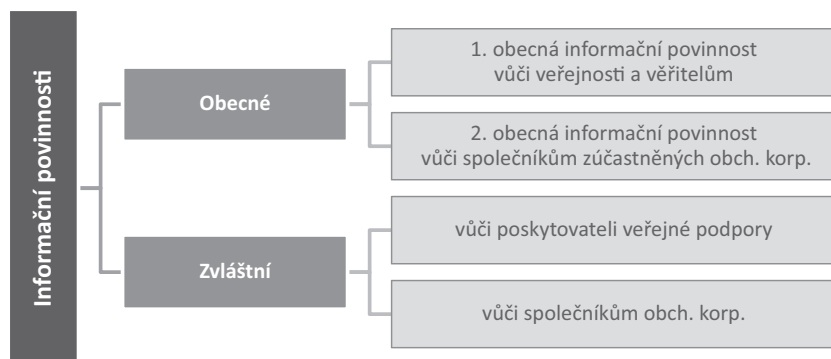 Informační povinnosti
Obecné
1. obecná informační povinnost
vůči veřejnosti a věřitelům
2. obecná informační povinnost
vůči společníkům zúčastněných obch. korp.
Zvláštní
vůči poskytovateli veřejné podpory
vůči společníkům obch. korp.